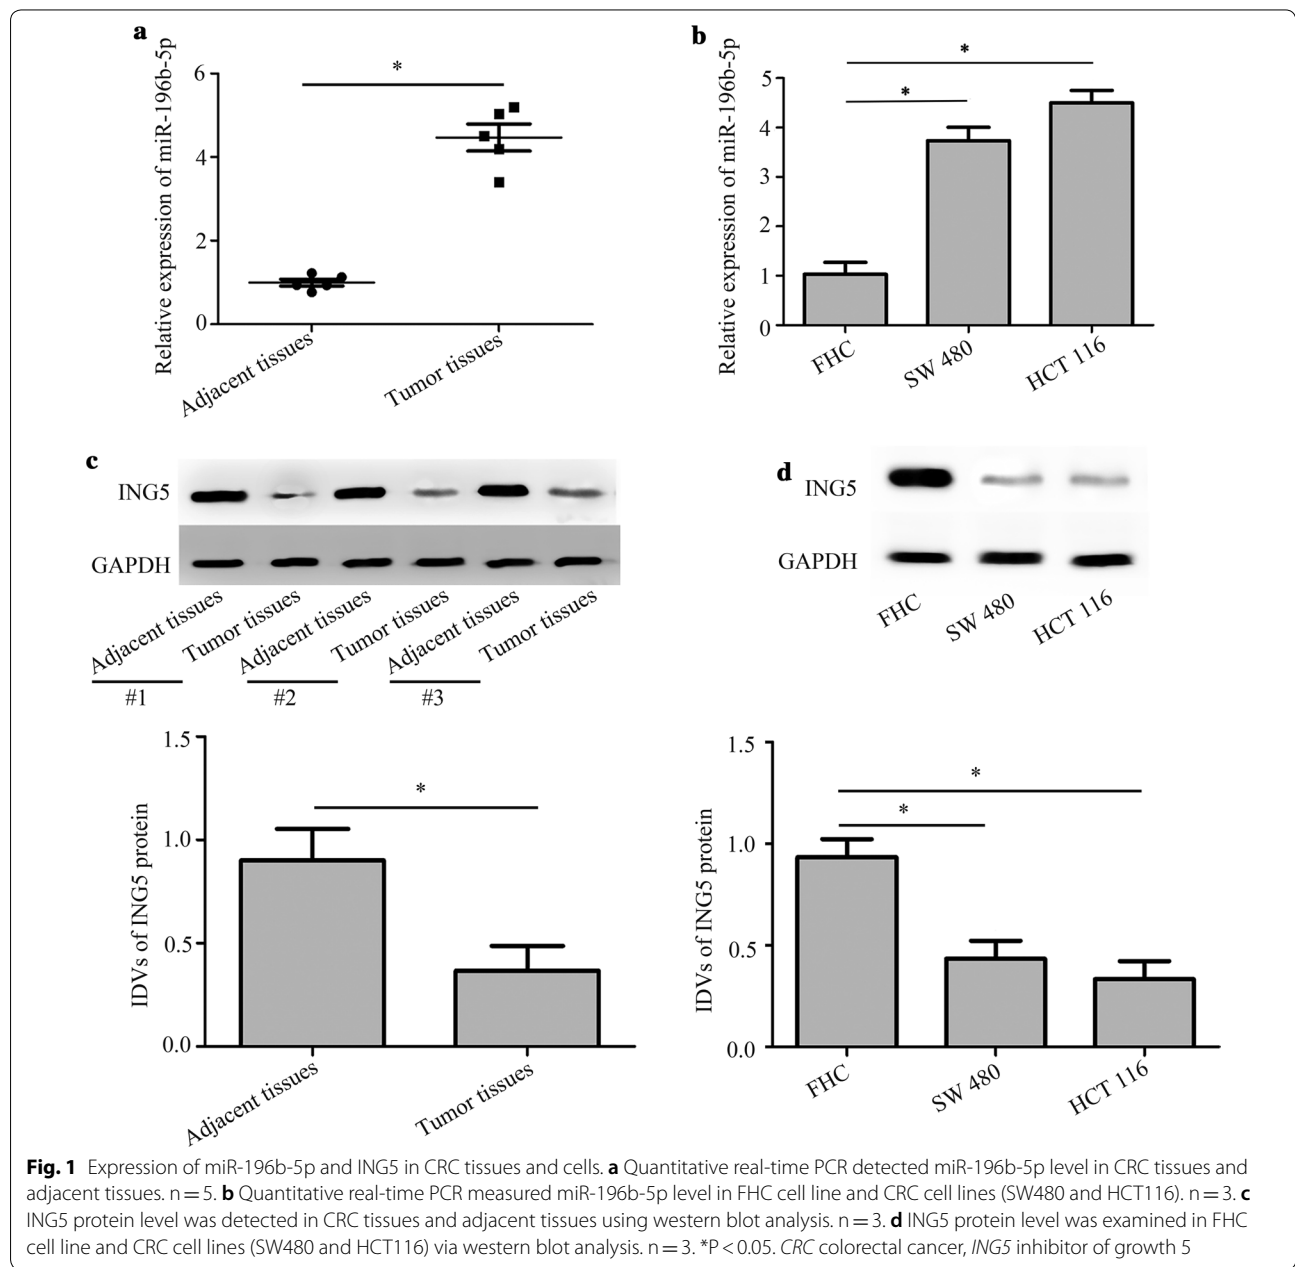 a
Relative expression of miR-196b-5p
6
4
2
0
*
Adjacent tissues
Tumor tissues
b
Relative expression of miR-196b-5p
5
4
3
2
1
0
*
*
FHC
SW 480
HCT 116
c
ING5
GAPDH
Adjacent tissues
Tumor tissues
Adjacent tissues
Tumor tissues
Adjacent tissues
Tumor tissues
#1
#2
#3
IDVs of ING5 protein
1.5
1.0
0.5
0.0
*
Adjacent tissues
Tumor tissues
d
ING5
GAPDH
FHC
SW 480
HCT 116
IDVs of ING5 protein
1.5
1.0
0.5
0.0
*
*
FHC
SW 480
HCT 116
Fig. 1 Expression of miR-196b-5p and ING5 in CRC tissues and cells. a Quantitative real-time PCR detected miR-196b-5p level in CRC tissues and
adjacent tissues. n = 5. b Quantitative real-time PCR measured miR-196b-5p level in FHC cell line and CRC cell lines (SW480 and HCT116). n = 3. c
ING5 protein level was detected in CRC tissues and adjacent tissues using western blot analysis. n = 3. d ING5 protein level was examined in FHC
cell line and CRC cell lines (SW480 and HCT116) via western blot analysis. n = 3. *P < 0.05. CRC colorectal cancer, ING5 inhibitor of growth 5